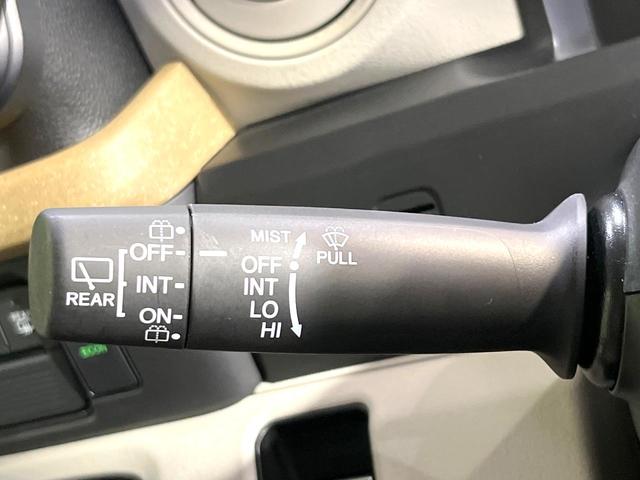 REAR
OFF
INT
ON
MIST
OFF
INT
LO
HI
PULL
ECON